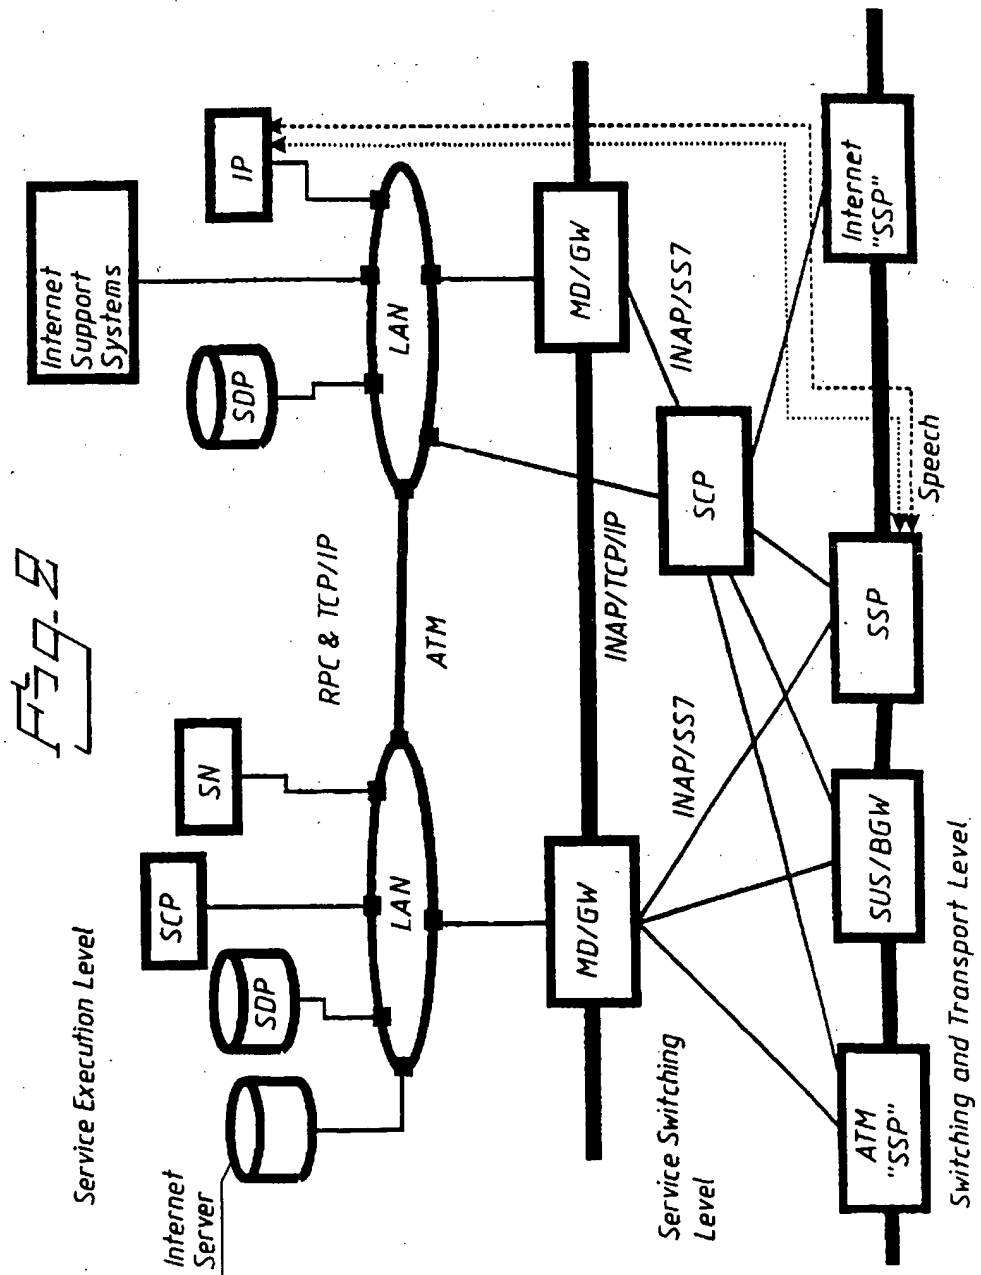 Fig. 2
Service Execution Level
Internet
Server
SDP
SCP
SN
SDP
Internet
Support
Systems
IP
LAN
RPC & TCP/IP
ATM
LAN
MD/GW
INAP/TCP/IP
MD/GW
Service Switching
Level
INAP/SS7
SCP
INAP/SS7
ATM
"SSP"
SUS/BGW
SSP
Speech
Internet
"SSP"
Switching and Transport Level